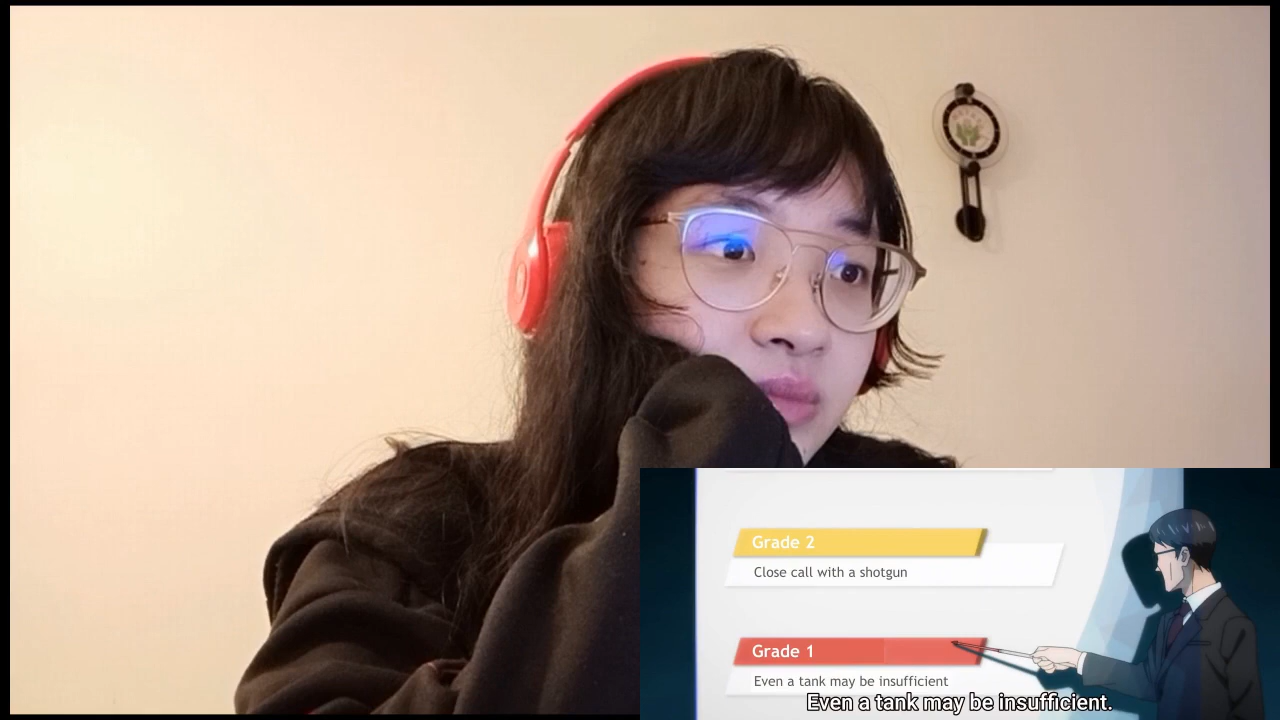 Grade 2
Close call with a shotgun
Grade 1
Even a tank may be insufficient
Even a tank may be insufficient.